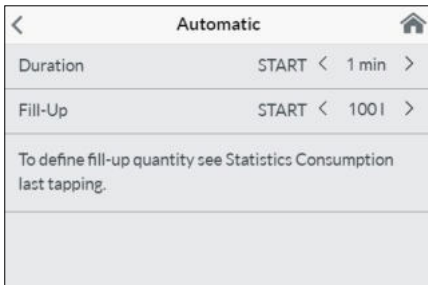 Automatic
Duration START < 1 min >
Fill-Up START < 100 l >
To define fill-up quantity see Statistics Consumption
last tapping.